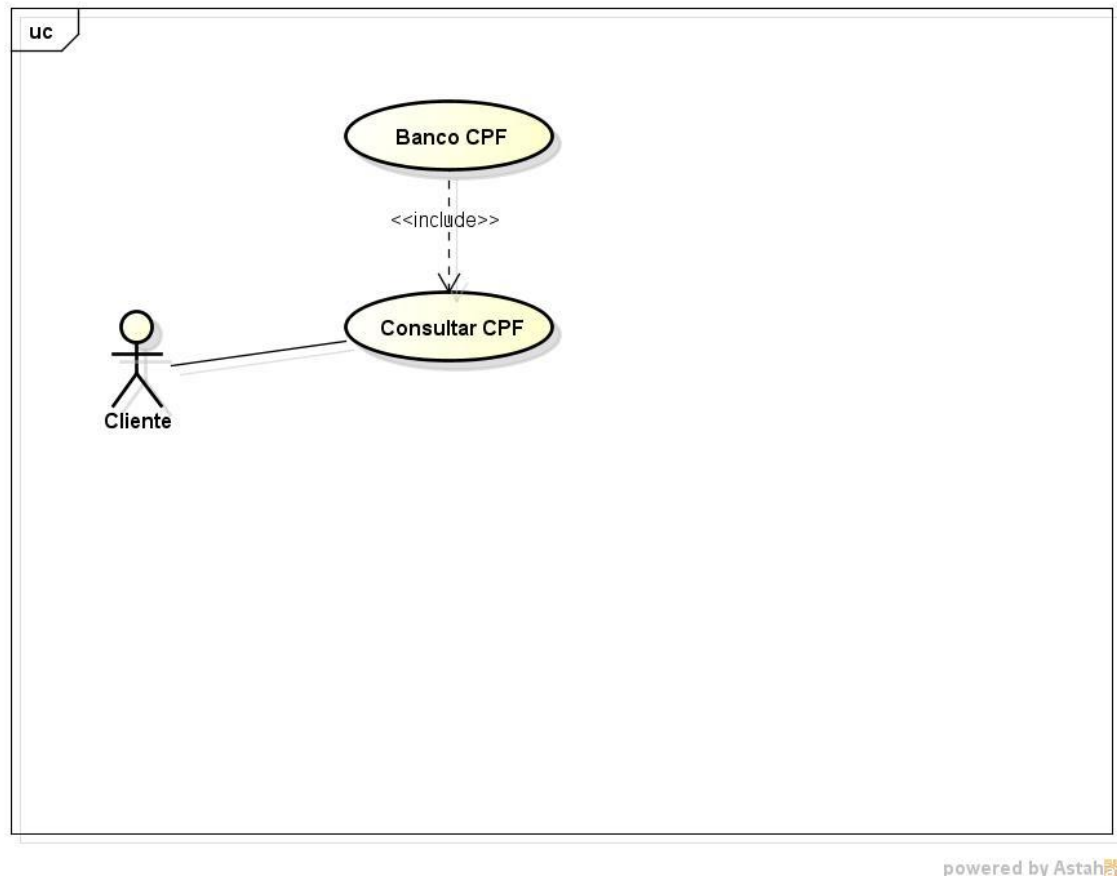 uc
Banco CPF
<<include>>
Consultar CPF
Cliente
powered by Astah